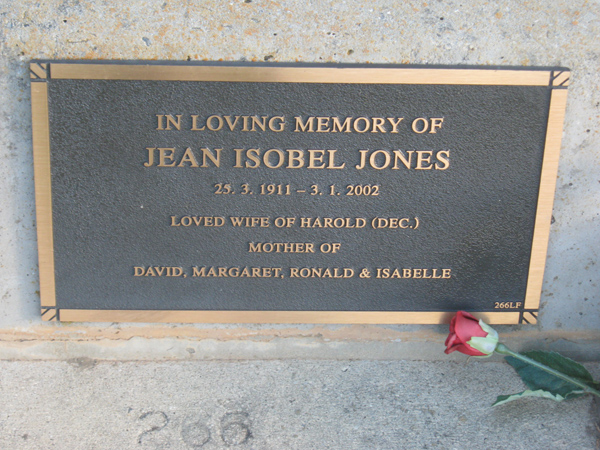 IN LOVING MEMORY OF
JEAN ISOBEL JONES
25. 3. 1911 – 3. 1. 2002
LOVED WIFE OF HAROLD (DEC.)
MOTHER OF
DAVID, MARGARET, RONALD & ISABELLE
266LF
266